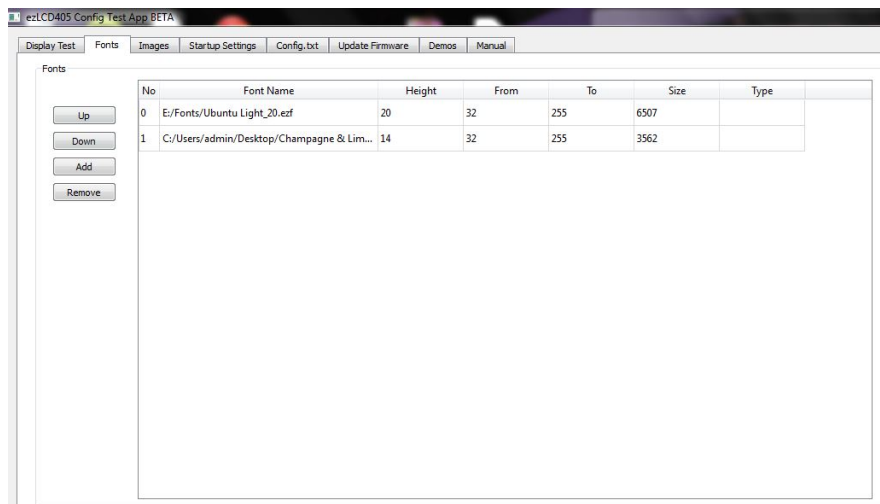 ezLCD405 Config Test App BETA
Display Test Fonts Images Startup Settings Config.txt Update Firmware Demos Manual
Fonts
No Font Name Height From To Size Type
Up
Down
Add
Remove
0 E:/Fonts/Ubuntu Light_20.ezf 20 32 255 6507
1 C:/Users/admin/Desktop/Champagne & Lim... 14 32 255 3562